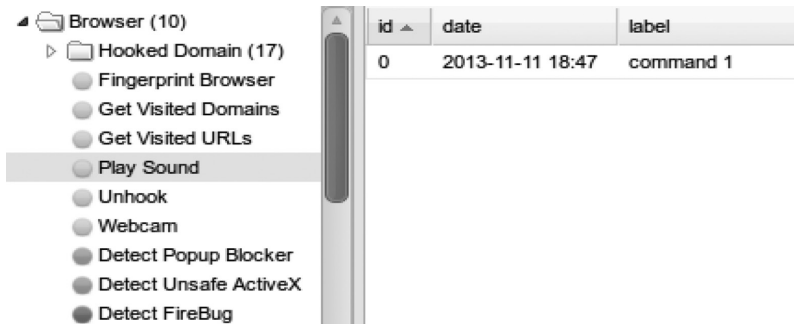 Browser (10)
Hooked Domain (17)
Fingerprint Browser
Get Visited Domains
Get Visited URLs
Play Sound
Unhook
Webcam
Detect Popup Blocker
Detect Unsafe ActiveX
Detect FireBug
id date label
0 2013-11-11 18:47 command 1